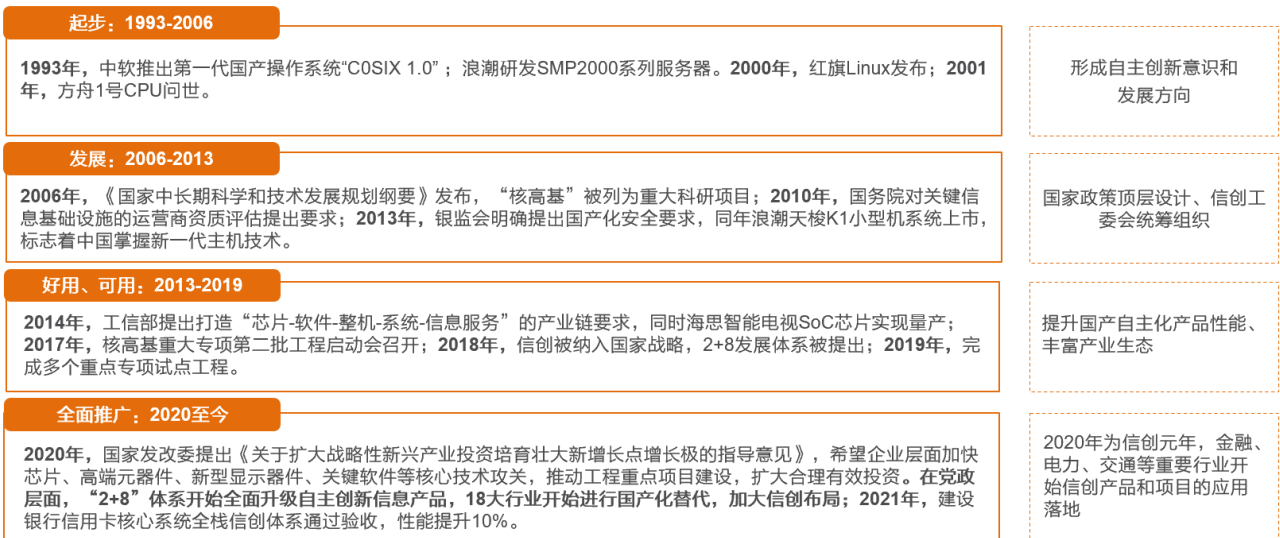 起步：1993-2006
1993年，中软推出第一代国产操作系统“C0SIX 1.0”；浪潮研发SMP2000系列服务器。2000年，红旗Linux发布；2001
年，方舟1号CPU问世。
形成自主创新意识和
发展方向
发展：2006-2013
2006年，《国家中长期科学和技术发展规划纲要》发布，“核高基”被列为重大科研项目；2010年，国务院对关键信
息基础设施的运营商资质评估提出要求；2013年，银监会明确提出国产化安全要求，同年浪潮天梭K1小型机系统上市，
标志着中国掌握新一代主机技术。
国家政策顶层设计、信创工
委会统筹组织
好用、可用：2013-2019
2014年，工信部提出打造“芯片-软件-整机-系统-信息服务”的产业链要求，同时海思智能电视SoC芯片实现量产；
2017年，核高基重大专项第二批工程启动会召开；2018年，信创被纳入国家战略，2+8发展体系被提出；2019年，完
成多个重点专项试点工程。
提升国产自主化产品性能、
丰富产业生态
全面推广：2020至今
2020年，国家发改委提出《关于扩大战略性新兴产业投资培育壮大新增长点增长极的指导意见》，希望企业层面加快
芯片、高端元器件、新型显示器件、关键软件等核心技术攻关，推动工程重点项目建设，扩大合理有效投资。在党政
层面，“2+8”体系开始全面升级自主创新信息产品，18大行业开始进行国产化替代，加大信创布局；2021年，建设
银行信用卡核心系统全栈信创体系通过验收，性能提升10%。
2020年为信创元年，金融、
电力、交通等重要行业开
始信创产品和项目的应用
落地